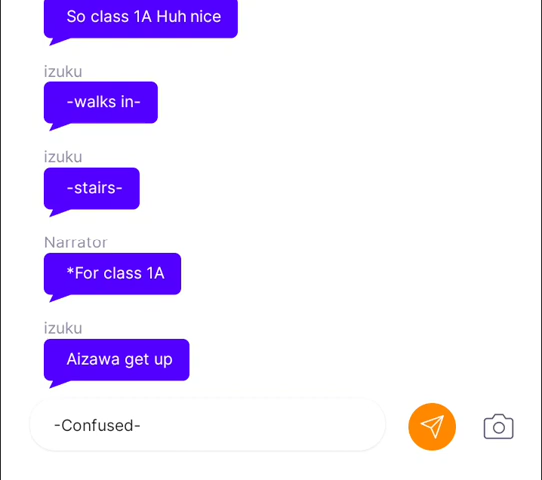 So class 1A Huh nice
izuku
-walks in-
izuku
-stairs-
Narrator
*For class 1A
izuku
Aizawa get up
-Confused-